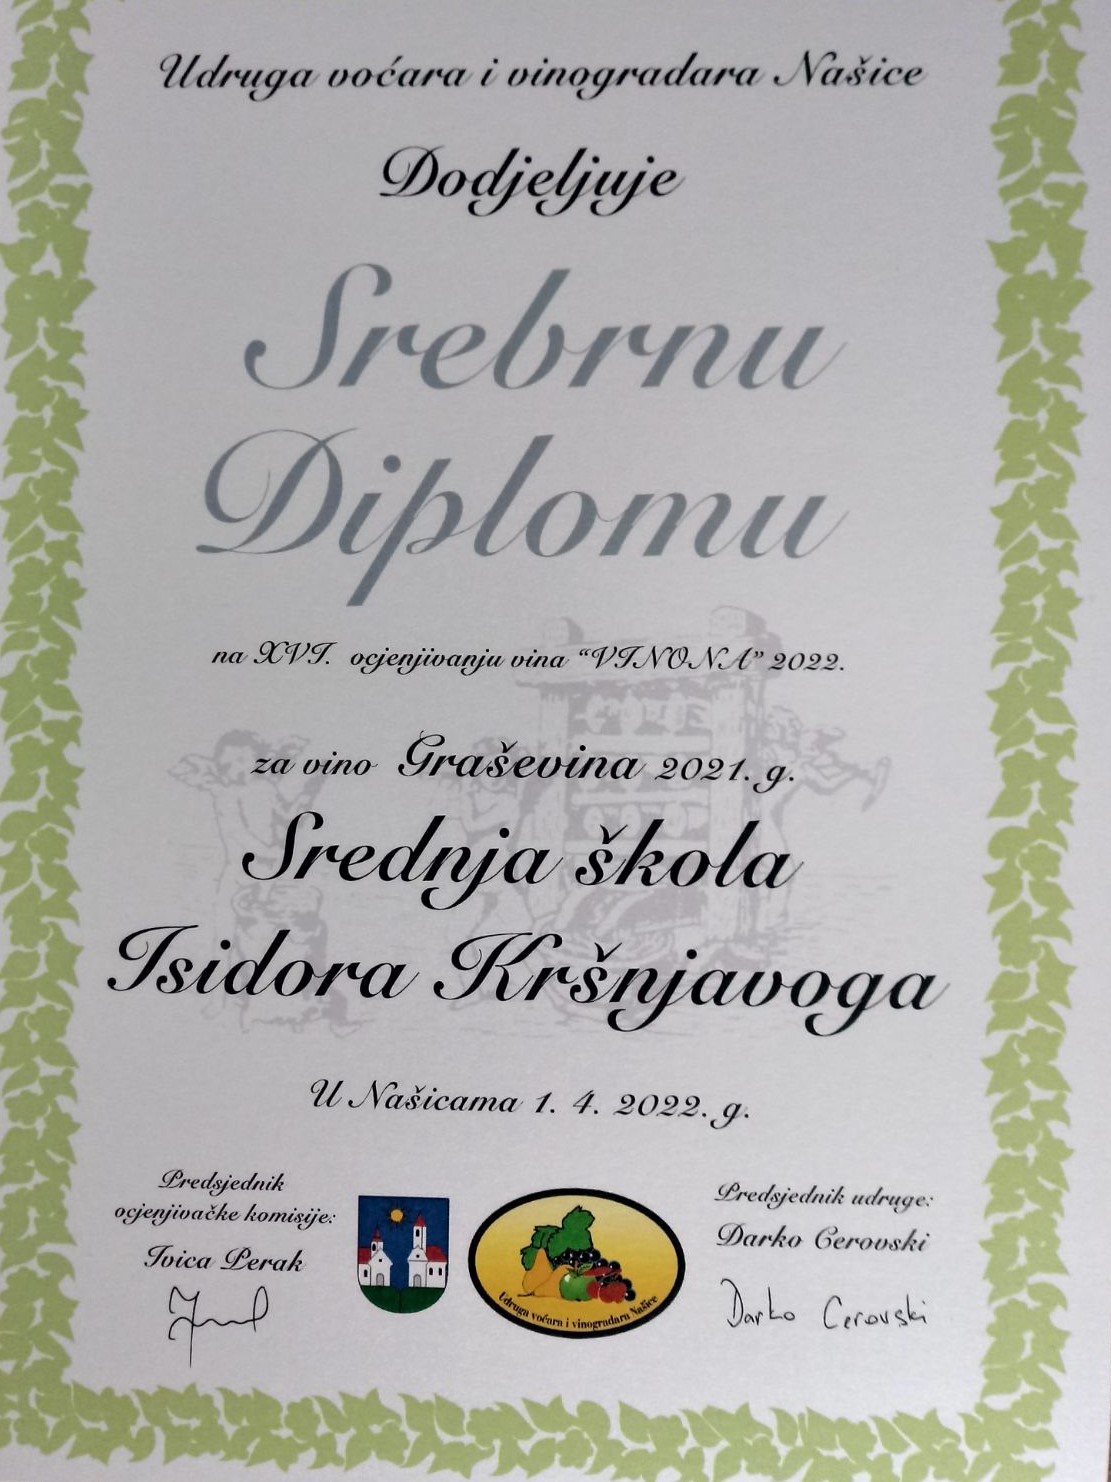 Udruga voćara i vinogradara Našice
Dodjeljuje
Srebrnu
Diplomu
na XVI. ocjenjivanju vina “VINONA” 2022.
za vino Graševina 2021. g.
Srednja škola
Isidora Kršnjavoga
U Našicama 1. 4. 2022. g.
Predsjednik
ocjenjivačke komisije:
Ivica Perak
Predsjednik udruge:
Darko Cerovski
Darko Cerovski
Udruga voćara i vinogradara Našice